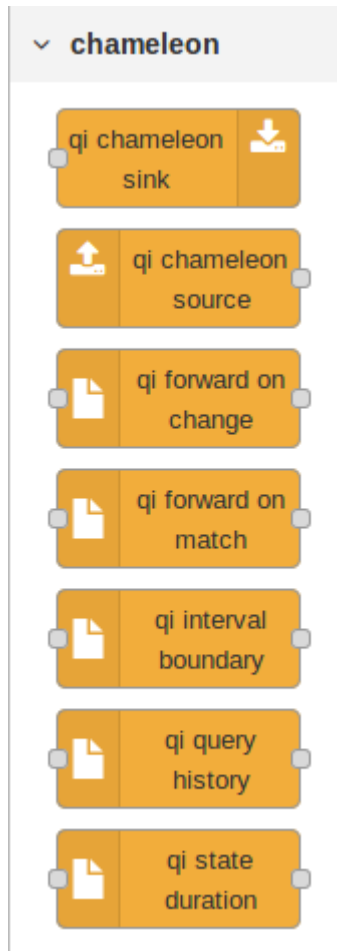 chameleon
qi chameleon
sink
qi chameleon
source
qi forward on
change
qi forward on
match
qi interval
boundary
qi query
history
qi state
duration